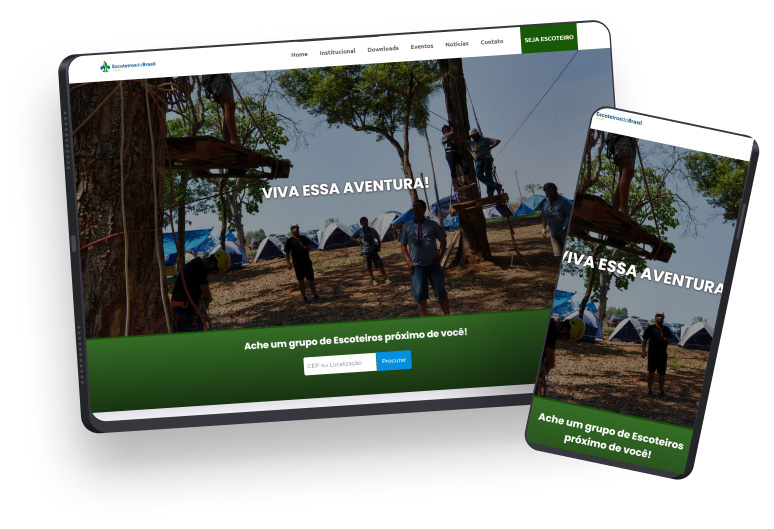 EscoteirosdoBrasil
Home Institucional Downloads Eventos Notícias Contato SEJA ESCOTEIRO
VIVA ESSA AVENTURA!
Ache um grupo de Escoteiros próximo de você!
CEP ou Localização Procurar
EscoteirosdoBrasil
VIVA ESSA AVENTURA
Ache um grupo de Escoteiros
próximo de você!